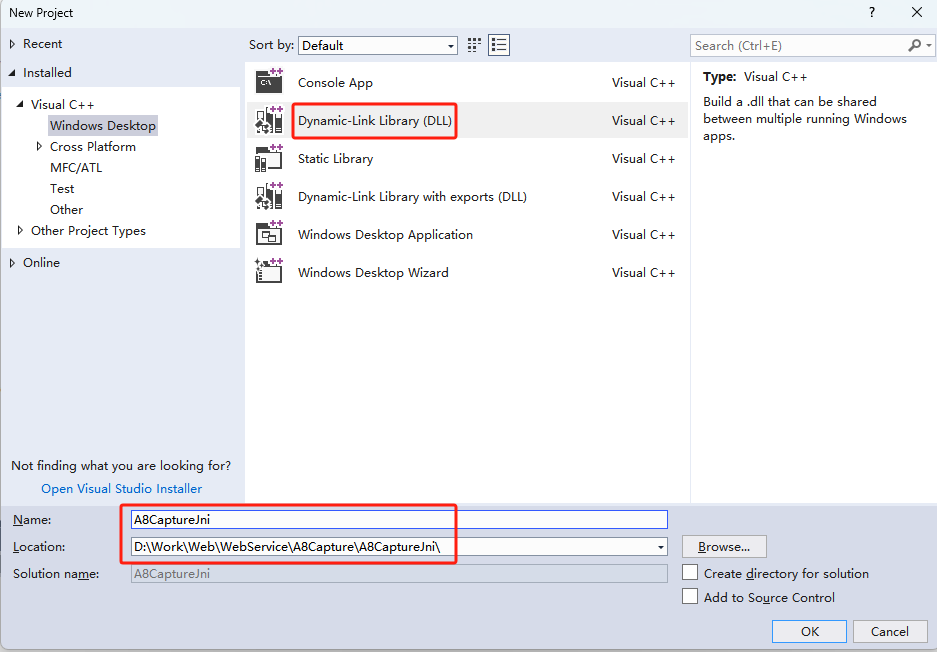 New Project
?
Recent
Installed
Visual C++
Windows Desktop
Cross Platform
MFC/ATL
Test
Other
Other Project Types
Online
Not finding what you are looking for?
Open Visual Studio Installer
Sort by: Default
Console App Visual C++
Dynamic-Link Library (DLL) Visual C++
Static Library Visual C++
Dynamic-Link Library with exports (DLL) Visual C++
Windows Desktop Application Visual C++
Windows Desktop Wizard Visual C++
Search (Ctrl+E)
Type: Visual C++
Build a .dll that can be shared
between multiple running Windows
apps.
Name: A8CaptureJni
Location: D:\Work\Web\WebService\A8Capture\A8CaptureJni\
Browse...
Solution name: A8CaptureJni
Create directory for solution
Add to Source Control
OK Cancel